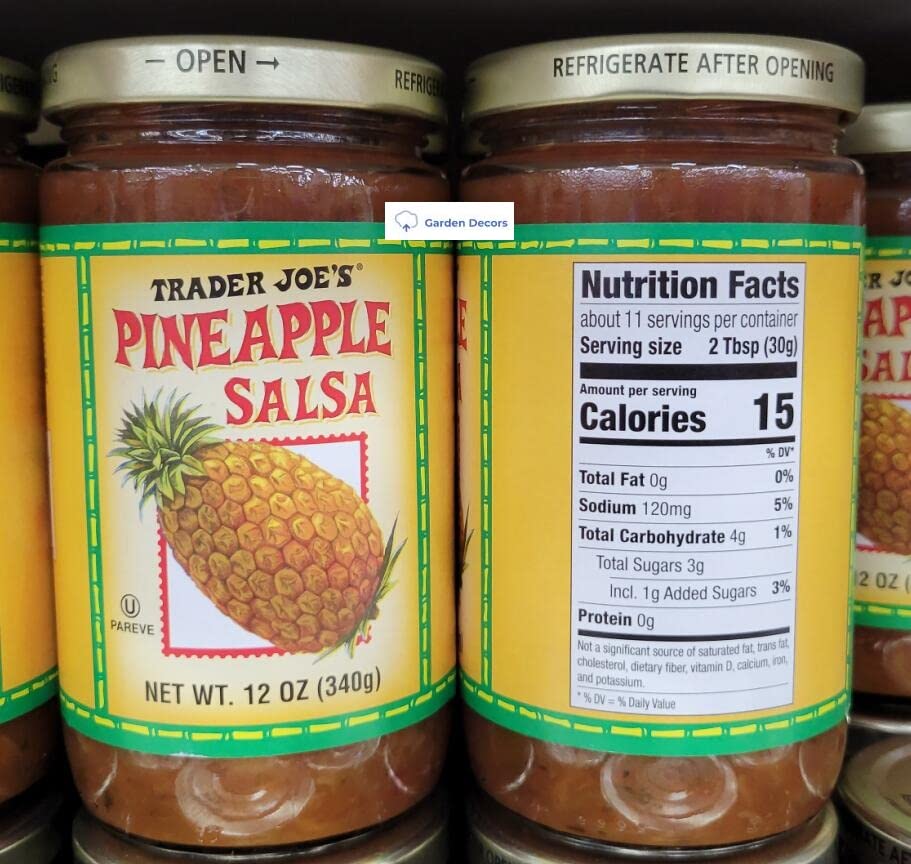 — OPEN →
REFRIGER
REFRIGERATE AFTER OPENING
Garden Decors
TRADER JOE'S®
PINEAPPLE
SALSA
U
PAREVE
NET WT. 12 OZ (340g)
Nutrition Facts
about 11 servings per container
Serving size 2 Tbsp (30g)
Amount per serving
Calories 15
% DV*
Total Fat 0g 0%
Sodium 120mg 5%
Total Carbohydrate 4g 1%
Total Sugars 3g
Incl. 1g Added Sugars 3%
Protein 0g
Not a significant source of saturated fat, trans fat,
cholesterol, dietary fiber, vitamin D, calcium, iron,
and potassium.
* % DV = % Daily Value
R JO
AP
SAL
12 OZ (